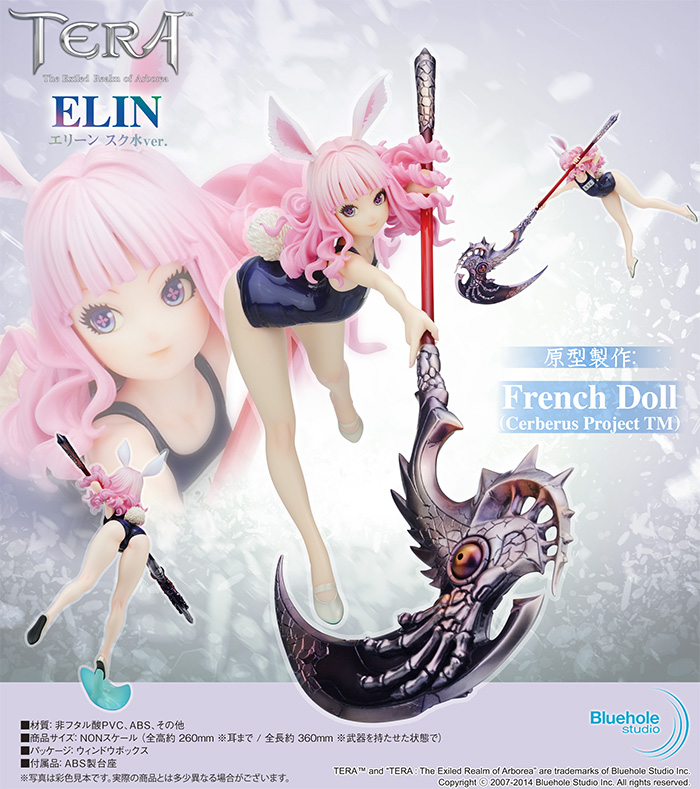 TERA™
The Exiled Realm of Arborea
ELIN
エリーン スク水ver.
原型製作:
French Doll
(Cerberus Project TM)
■材質: 非フタル酸PVC、ABS、その他
■商品サイズ: NONスケール (全高約 260mm ※耳まで / 全長約 360mm ※武器を持たせた状態で)
■パッケージ: ウィンドウボックス
■付属品: ABS製台座
※写真は彩色見本です。実際の商品とは多少異なる場合がございます。
Bluehole
studio
TERA™ and "TERA : The Exiled Realm of Arborea" are trademarks of Bluehole Studio Inc.
Copyright © 2007-2014 Bluehole Studio Inc. All rights reserved.